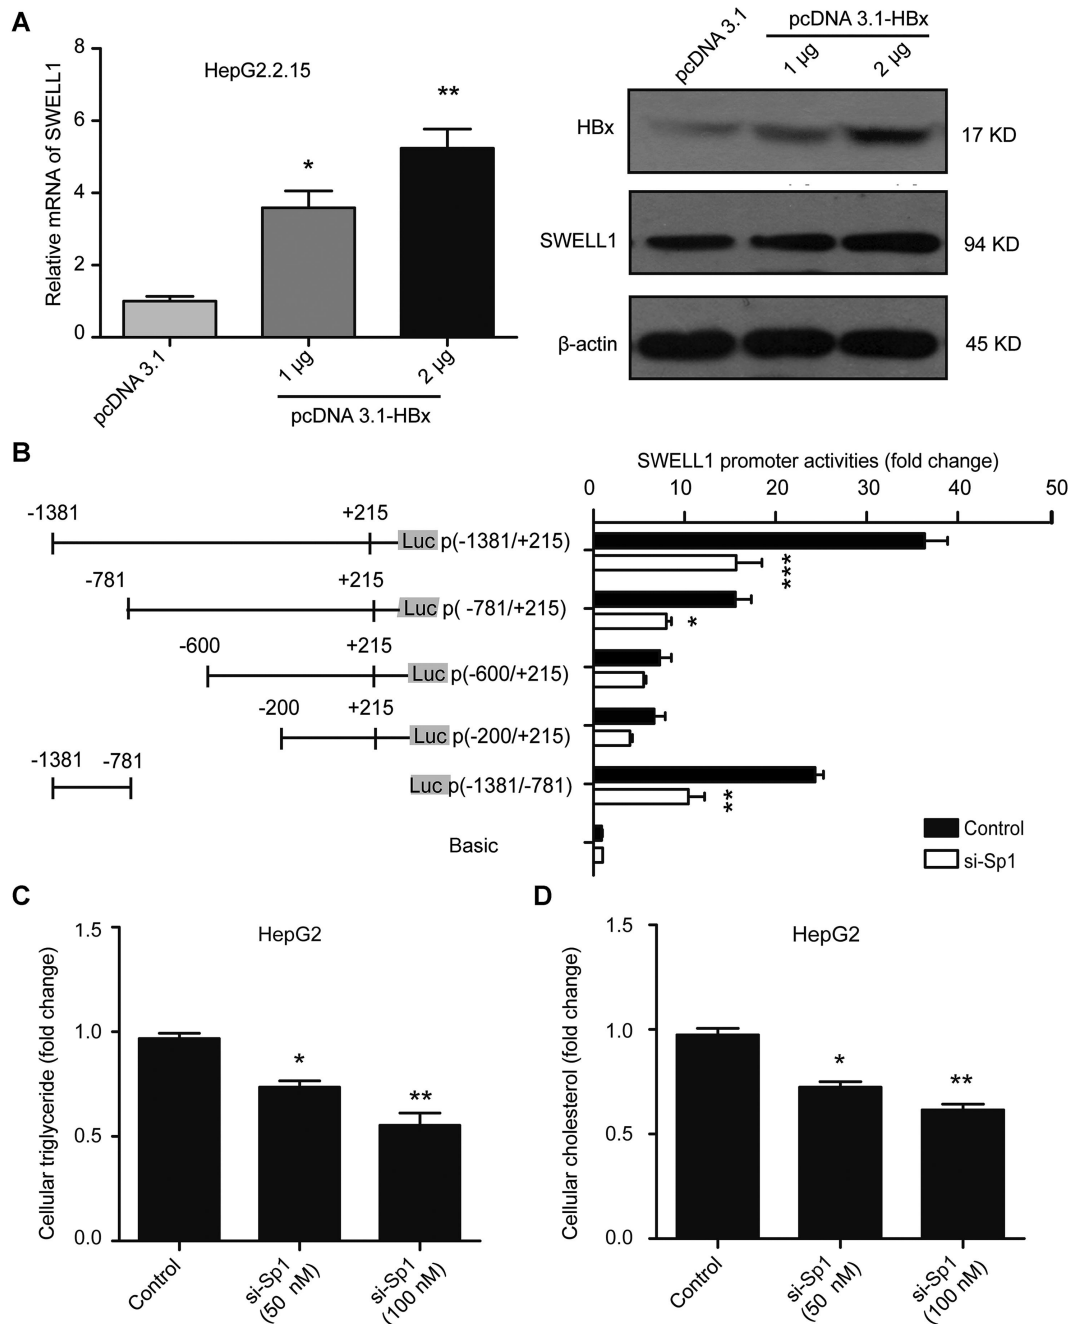 A
8
6
4
2
0
Relative mRNA of SWELL1
HepG2.2.15
*
**
pcDNA 3.1
1 µg
2 µg
pcDNA 3.1-HBx
pcDNA 3.1
pcDNA 3.1-HBx
1 µg
2 µg
HBx
17 KD
SWELL1
94 KD
β-actin
45 KD
B
SWELL1 promoter activities (fold change)
0 10 20 30 40 50
-1381 +215
Luc p(-1381/+215)
***
-781 +215
Luc p( -781/+215)
*
-600 +215
Luc p(-600/+215)
-200 +215
Luc p(-200/+215)
-1381 -781
Luc p(-1381/-781)
**
Basic
Control
si-Sp1
C
1.5
1.0
0.5
0.0
Cellular triglyceride (fold change)
HepG2
*
**
Control
si-Sp1
(50 nM)
si-Sp1
(100 nM)
D
1.5
1.0
0.5
0.0
Cellular cholesterol (fold change)
HepG2
*
**
Control
si-Sp1
(50 nM)
si-Sp1
(100 nM)